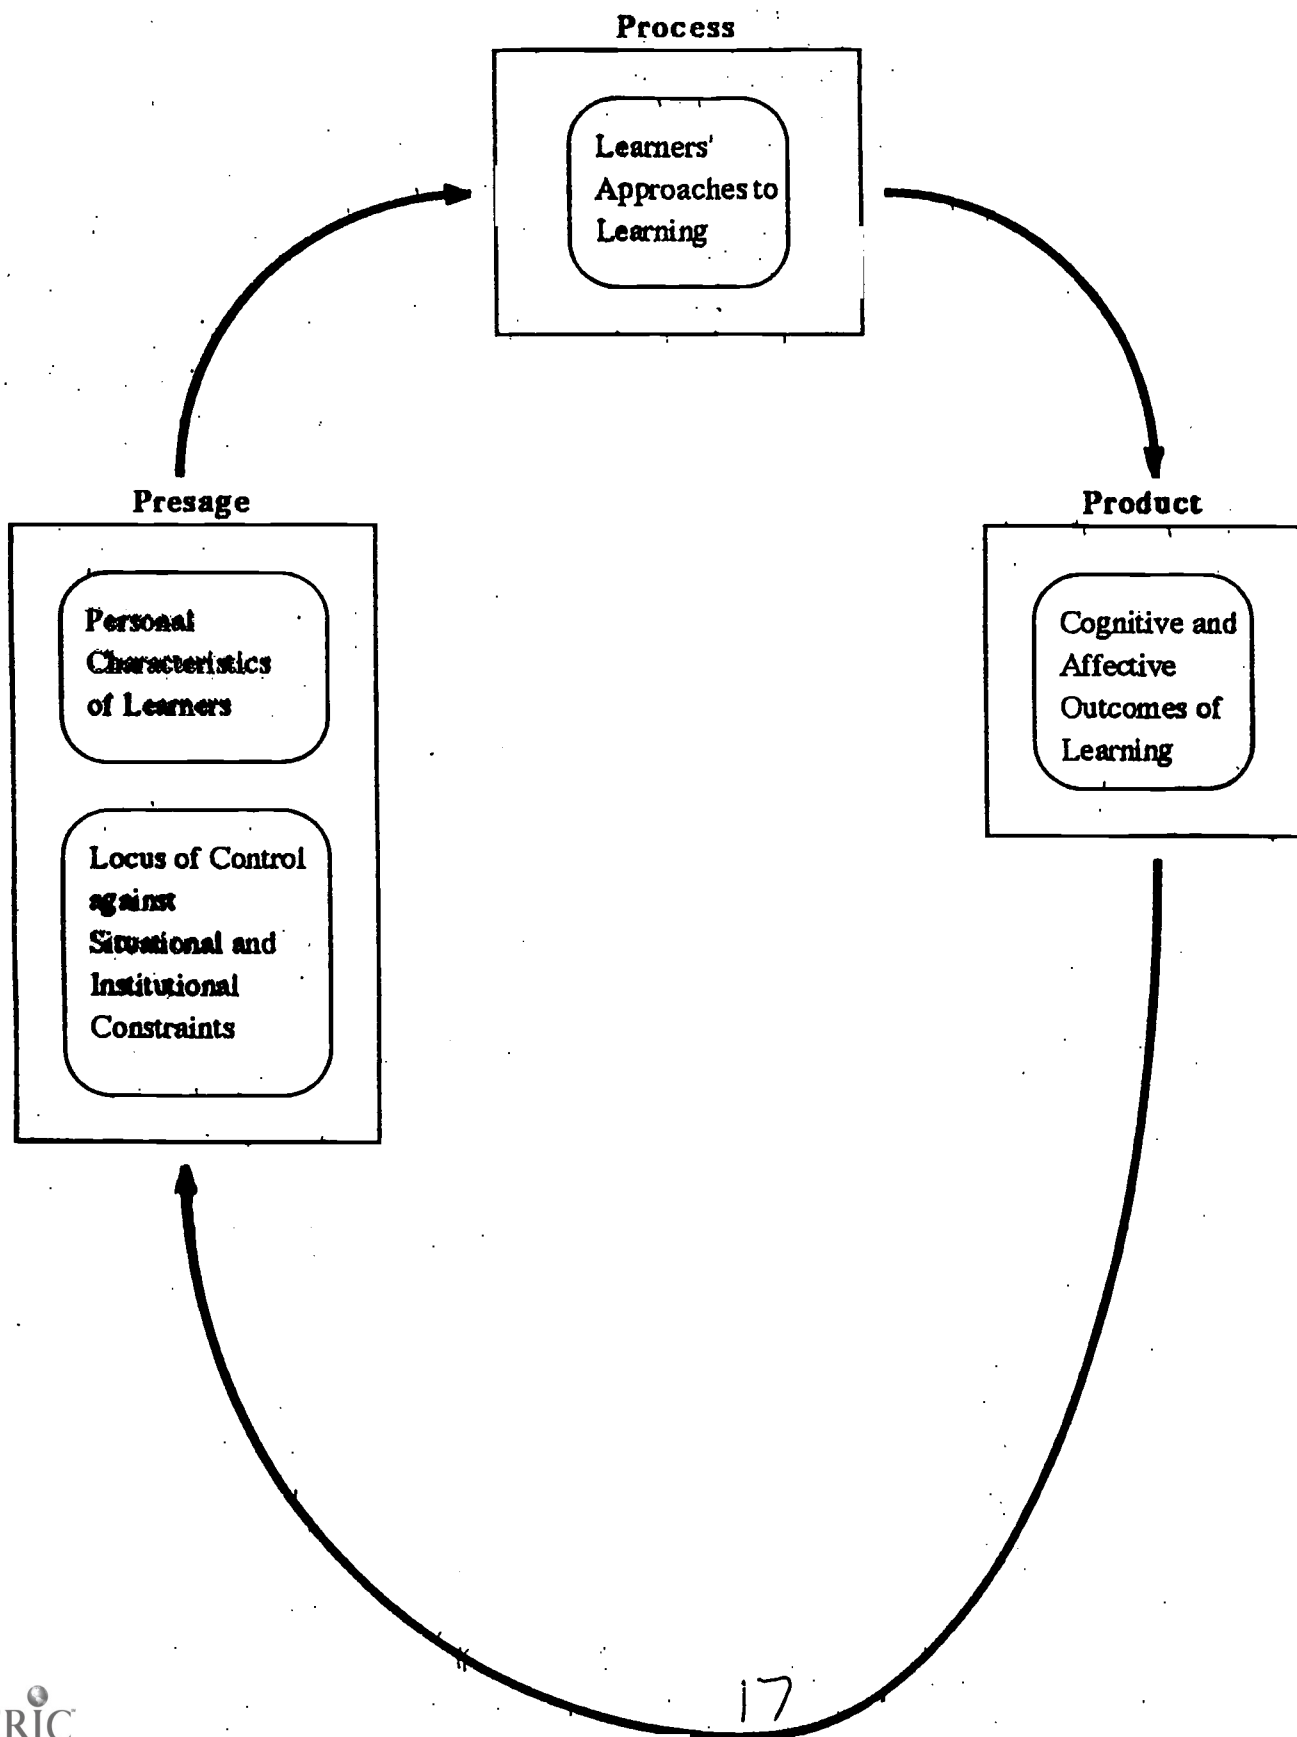 Process
Learners'
Approaches to
Learning
Presage
Personal
Characteristics
of Learners
Locus of Control
against
Situational and
Institutional
Constraints
Product
Cognitive and
Affective
Outcomes of
Learning
17
RIC